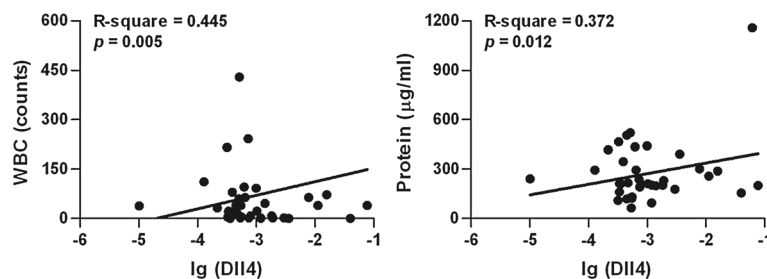 R-square = 0.445
p = 0.005
WBC (counts)
600
450
300
150
0
-6
-5
-4
-3
-2
-1
lg (Dll4)
R-square = 0.372
p = 0.012
Protein (µg/ml)
1200
900
600
300
0
-6
-5
-4
-3
-2
-1
lg (Dll4)